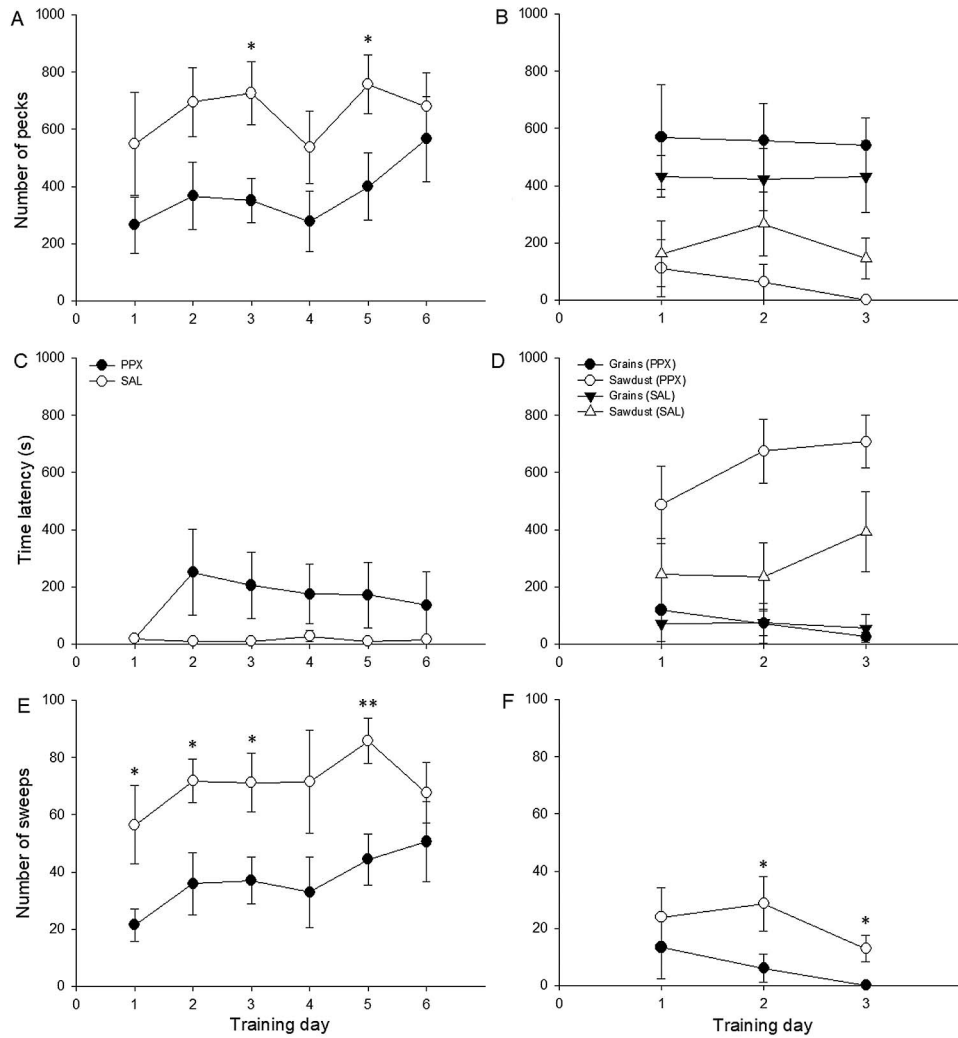 A
B
1000
800
600
400
200
0
Number of pecks
* *
0 1 2 3 4 5 6
1000
800
600
400
200
0
0 1 2 3
C
D
1000
800
600
400
200
0
Time latency (s)
PPX
SAL
0 1 2 3 4 5 6
1000
800
600
400
200
0
Grains (PPX)
Sawdust (PPX)
Grains (SAL)
Sawdust (SAL)
0 1 2 3
E
F
100
80
60
40
20
0
Number of sweeps
* * * **
0 1 2 3 4 5 6
Training day
100
80
60
40
20
0
* *
0 1 2 3
Training day